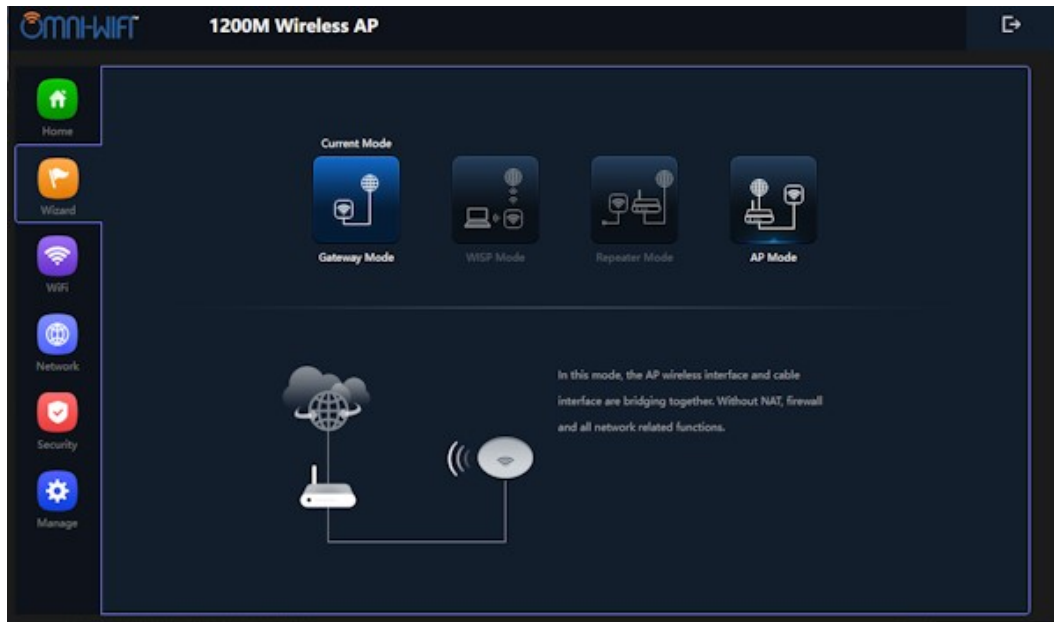 OMNI-WIFI™
1200M Wireless AP
Home
Wizard
WiFi
Network
Security
Manage
Current Mode
Gateway Mode
WISP Mode
Repeater Mode
AP Mode
In this mode, the AP wireless interface and cable
interface are bridging together. Without NAT, firewall
and all network related functions.